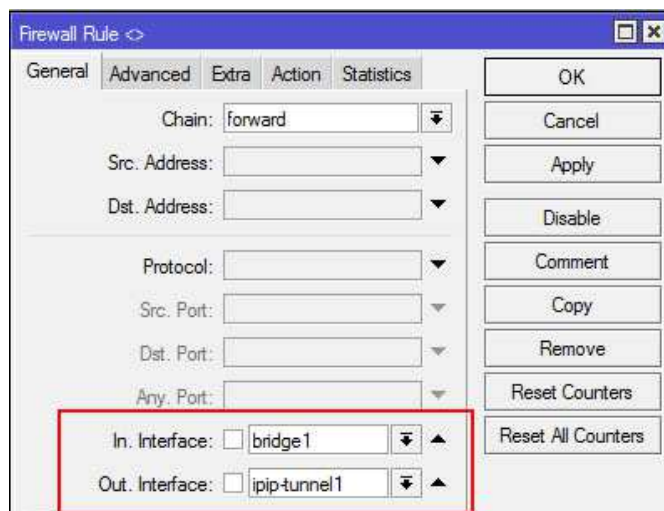 Firewall Rule <>
General Advanced Extra Action Statistics
OK
Chain: forward
Cancel
Src. Address:
Apply
Dst. Address:
Disable
Protocol:
Comment
Src. Port:
Copy
Dst. Port:
Remove
Any. Port:
Reset Counters
In. Interface: bridge1
Reset All Counters
Out. Interface: ipip-tunnel1